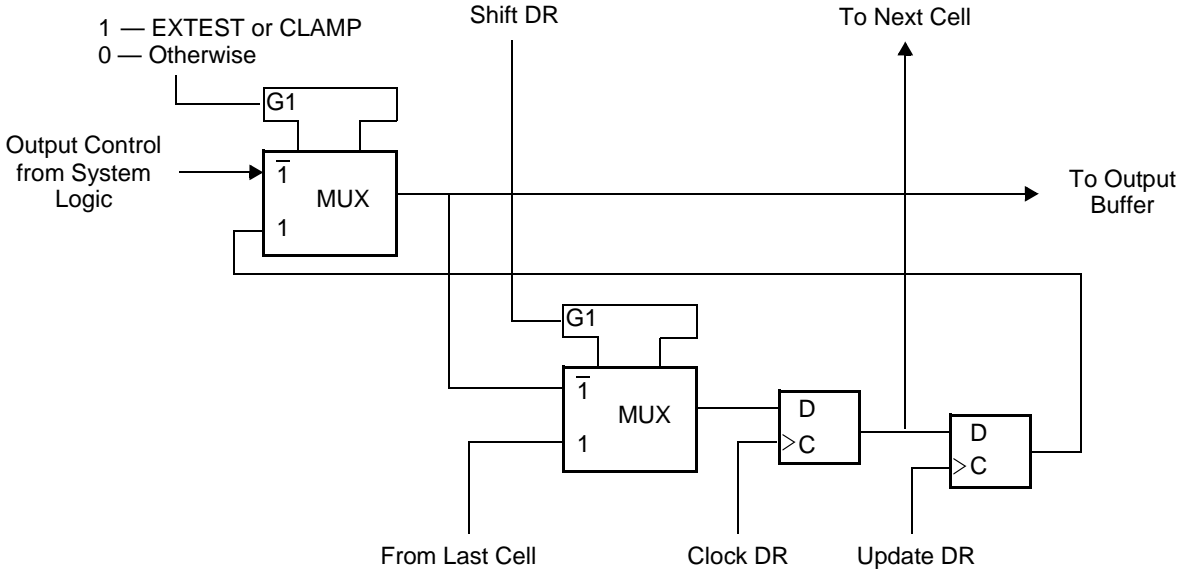 Shift DR
To Next Cell
1 — EXTEST or CLAMP
0 — Otherwise
G1
Output Control
from System
Logic
1̅
MUX
1
To Output
Buffer
G1
1̅
MUX
1
D
C
D
C
From Last Cell
Clock DR
Update DR